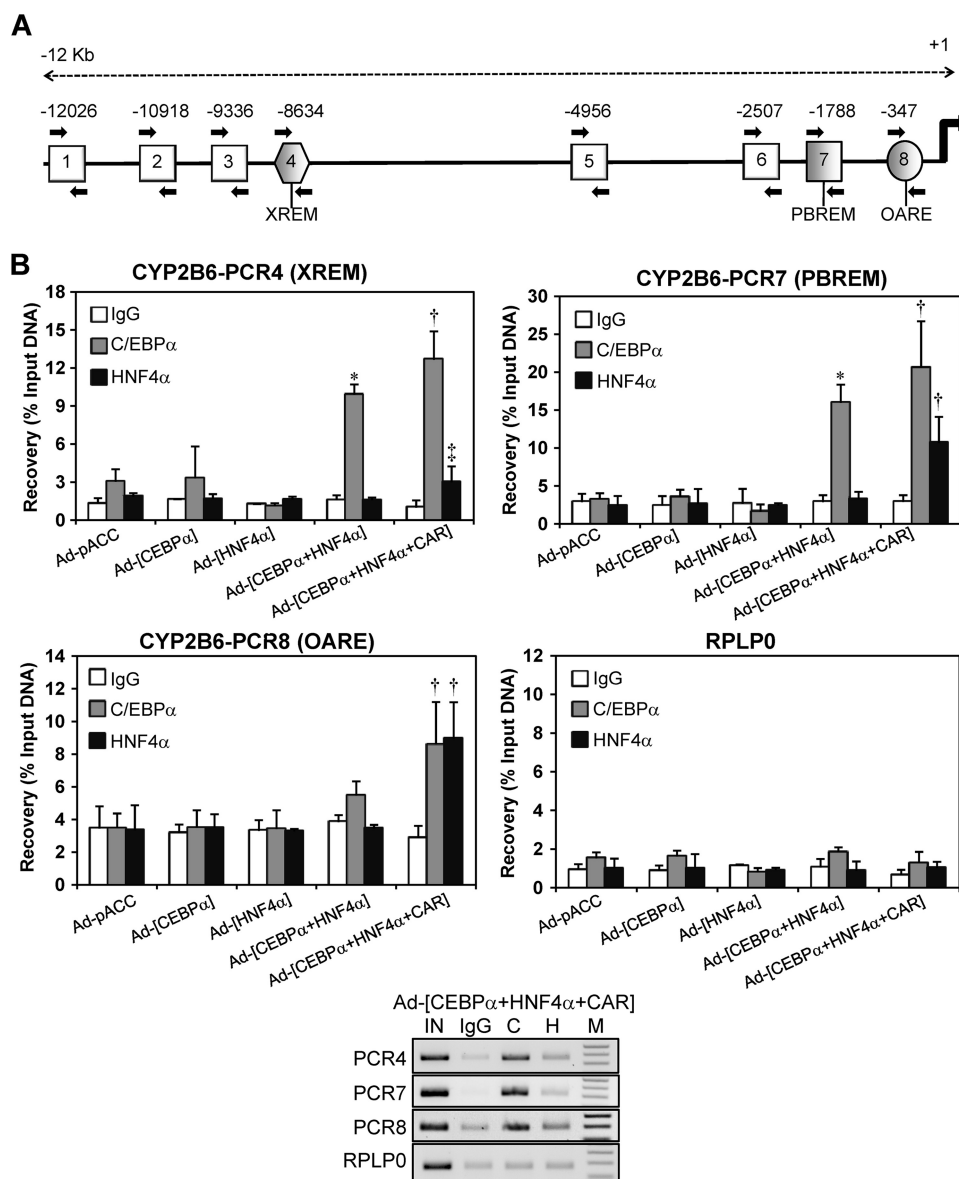 A
-12 Kb +1
-12026 -10918 -9336 -8634 -4956 -2507 -1788 -347
1 2 3 4 5 6 7 8
XREM PBREM OARE
B
CYP2B6-PCR4 (XREM)
Recovery (% Input DNA)
18
15
12
9
6
3
0
IgG
C/EBPα
HNF4α
* † ‡
Ad-pACC
Ad-[CEBPα]
Ad-[HNF4α]
Ad-[CEBPα+HNF4α]
Ad-[CEBPα+HNF4α+CAR]
CYP2B6-PCR7 (PBREM)
Recovery (% Input DNA)
30
25
20
15
10
5
0
IgG
C/EBPα
HNF4α
* † †
Ad-pACC
Ad-[CEBPα]
Ad-[HNF4α]
Ad-[CEBPα+HNF4α]
Ad-[CEBPα+HNF4α+CAR]
CYP2B6-PCR8 (OARE)
Recovery (% Input DNA)
14
12
10
8
6
4
2
0
IgG
C/EBPα
HNF4α
† †
Ad-pACC
Ad-[CEBPα]
Ad-[HNF4α]
Ad-[CEBPα+HNF4α]
Ad-[CEBPα+HNF4α+CAR]
RPLP0
Recovery (% Input DNA)
12
10
8
6
4
2
0
IgG
C/EBPα
HNF4α
Ad-pACC
Ad-[CEBPα]
Ad-[HNF4α]
Ad-[CEBPα+HNF4α]
Ad-[CEBPα+HNF4α+CAR]
Ad-[CEBPα+HNF4α+CAR]
IN IgG C H M
PCR4
PCR7
PCR8
RPLP0